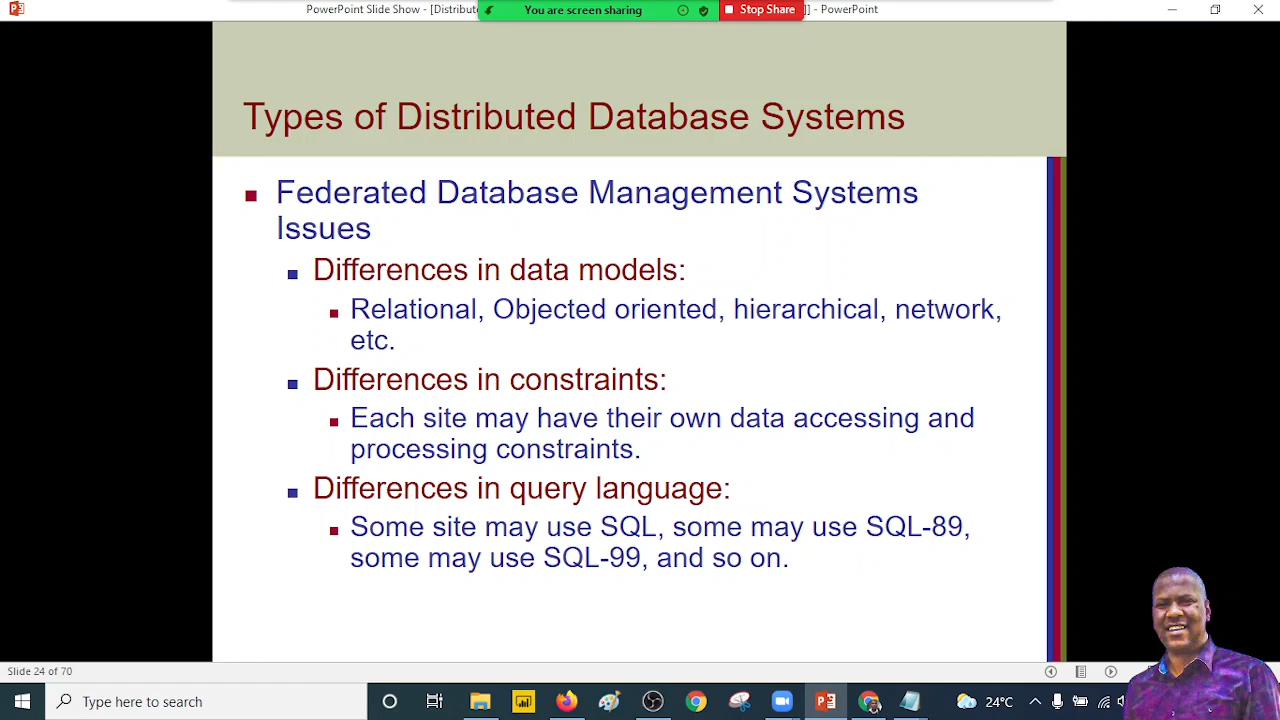 PowerPoint Slide Show - [Distribut
You are screen sharing
Stop Share
]] - PowerPoint
Types of Distributed Database Systems
Federated Database Management Systems
Issues
Differences in data models:
Relational, Objected oriented, hierarchical, network,
etc.
Differences in constraints:
Each site may have their own data accessing and
processing constraints.
Differences in query language:
Some site may use SQL, some may use SQL-89,
some may use SQL-99, and so on.
Slide 24 of 70
Type here to search
24°C